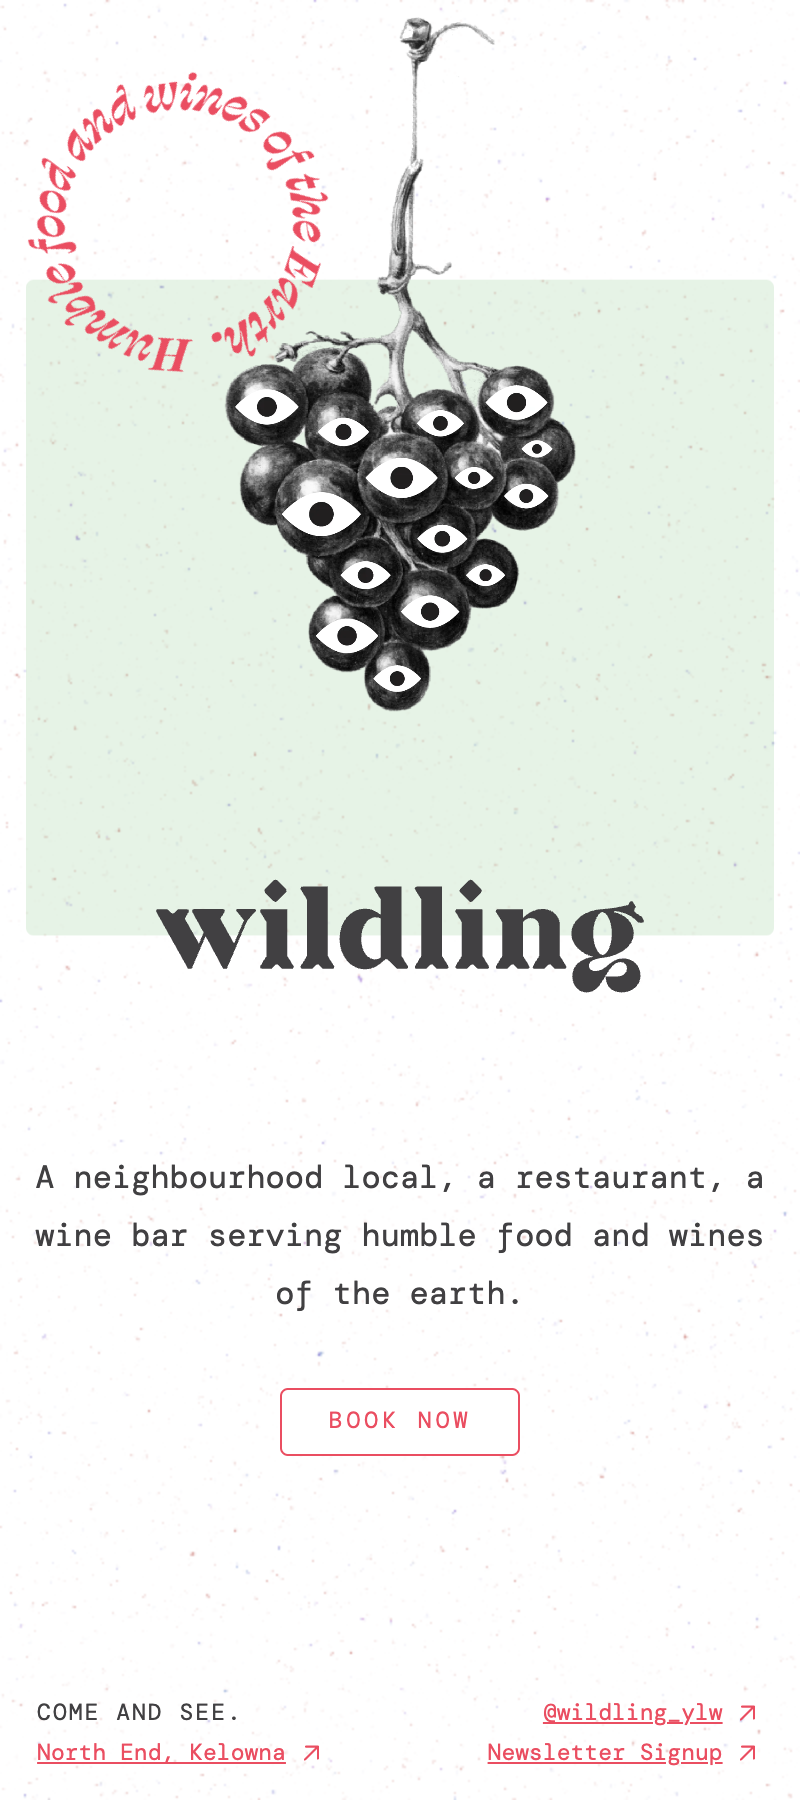 Humble food and wines of the Earth.
wildling
A neighbourhood local, a restaurant, a
wine bar serving humble food and wines
of the earth.
BOOK NOW
COME AND SEE.
North End, Kelowna
@wildling_ylw
Newsletter Signup